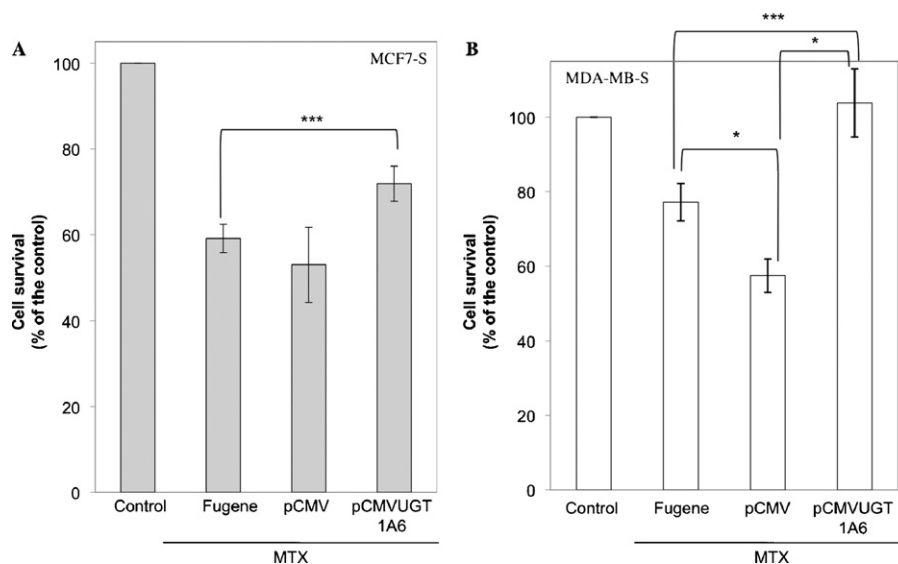 A
MCF7-S
***
Cell survival
(% of the control)
100
80
60
40
20
0
Control Fugene pCMV pCMVUGT
1A6
MTX
B
MDA-MB-S
***
*
*
Cell survival
(% of the control)
100
80
60
40
20
0
Control Fugene pCMV pCMVUGT
1A6
MTX